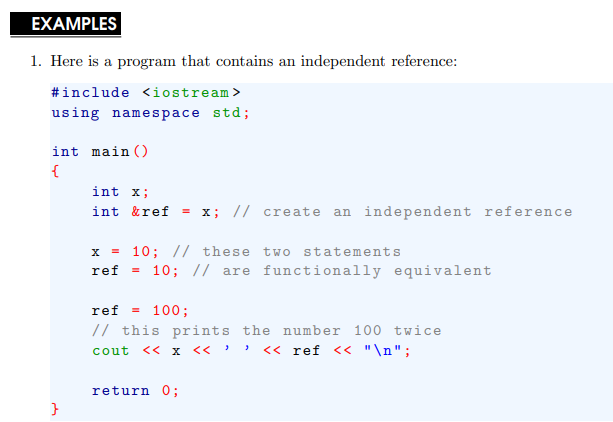 EXAMPLES
1. Here is a program that contains an independent reference:
#include <iostream>
using namespace std;
int main()
{
int x;
int &ref = x; // create an independent reference
x = 10; // these two statements
ref = 10; // are functionally equivalent
ref = 100;
// this prints the number 100 twice
cout << x << ’ ’ << ref << "\n";
return 0;
}